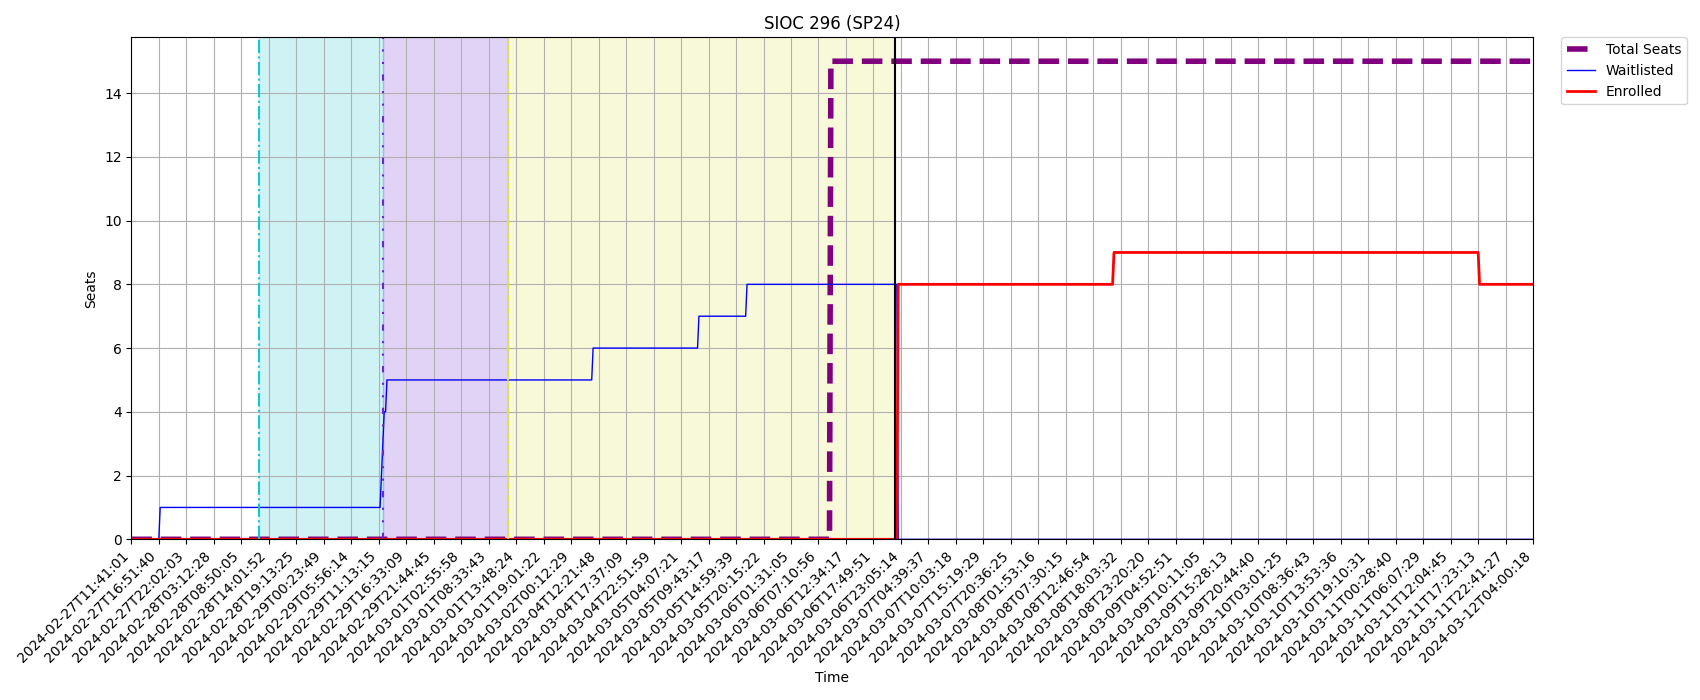 SIOC 296 (SP24)
Total Seats
Waitlisted
Enrolled
Seats
14
12
10
8
6
4
2
0
2024-02-27T11:41:01
2024-02-27T16:51:40
2024-02-27T22:02:03
2024-02-28T03:12:28
2024-02-28T08:50:05
2024-02-28T14:01:52
2024-02-28T19:13:25
2024-02-29T00:23:49
2024-02-29T05:56:14
2024-02-29T11:13:15
2024-02-29T16:33:09
2024-02-29T21:44:45
2024-03-01T02:55:58
2024-03-01T08:33:43
2024-03-01T13:48:24
2024-03-01T19:01:22
2024-03-02T00:12:29
2024-03-04T12:21:48
2024-03-04T17:37:09
2024-03-04T22:51:59
2024-03-05T04:07:21
2024-03-05T09:43:17
2024-03-05T14:59:39
2024-03-05T20:15:22
2024-03-06T01:31:05
2024-03-06T07:10:56
2024-03-06T12:34:17
2024-03-06T17:49:51
2024-03-06T23:05:14
2024-03-07T04:39:37
2024-03-07T10:03:18
2024-03-07T15:19:29
2024-03-07T20:36:25
2024-03-08T01:53:16
2024-03-08T07:30:15
2024-03-08T12:46:54
2024-03-08T18:03:32
2024-03-08T23:20:20
2024-03-09T04:52:51
2024-03-09T10:11:05
2024-03-09T15:28:13
2024-03-09T20:44:40
2024-03-10T03:01:25
2024-03-10T08:36:43
2024-03-10T13:53:36
2024-03-10T19:10:31
2024-03-11T00:28:40
2024-03-11T06:07:29
2024-03-11T12:04:45
2024-03-11T17:23:13
2024-03-11T22:41:27
2024-03-12T04:00:18
Time